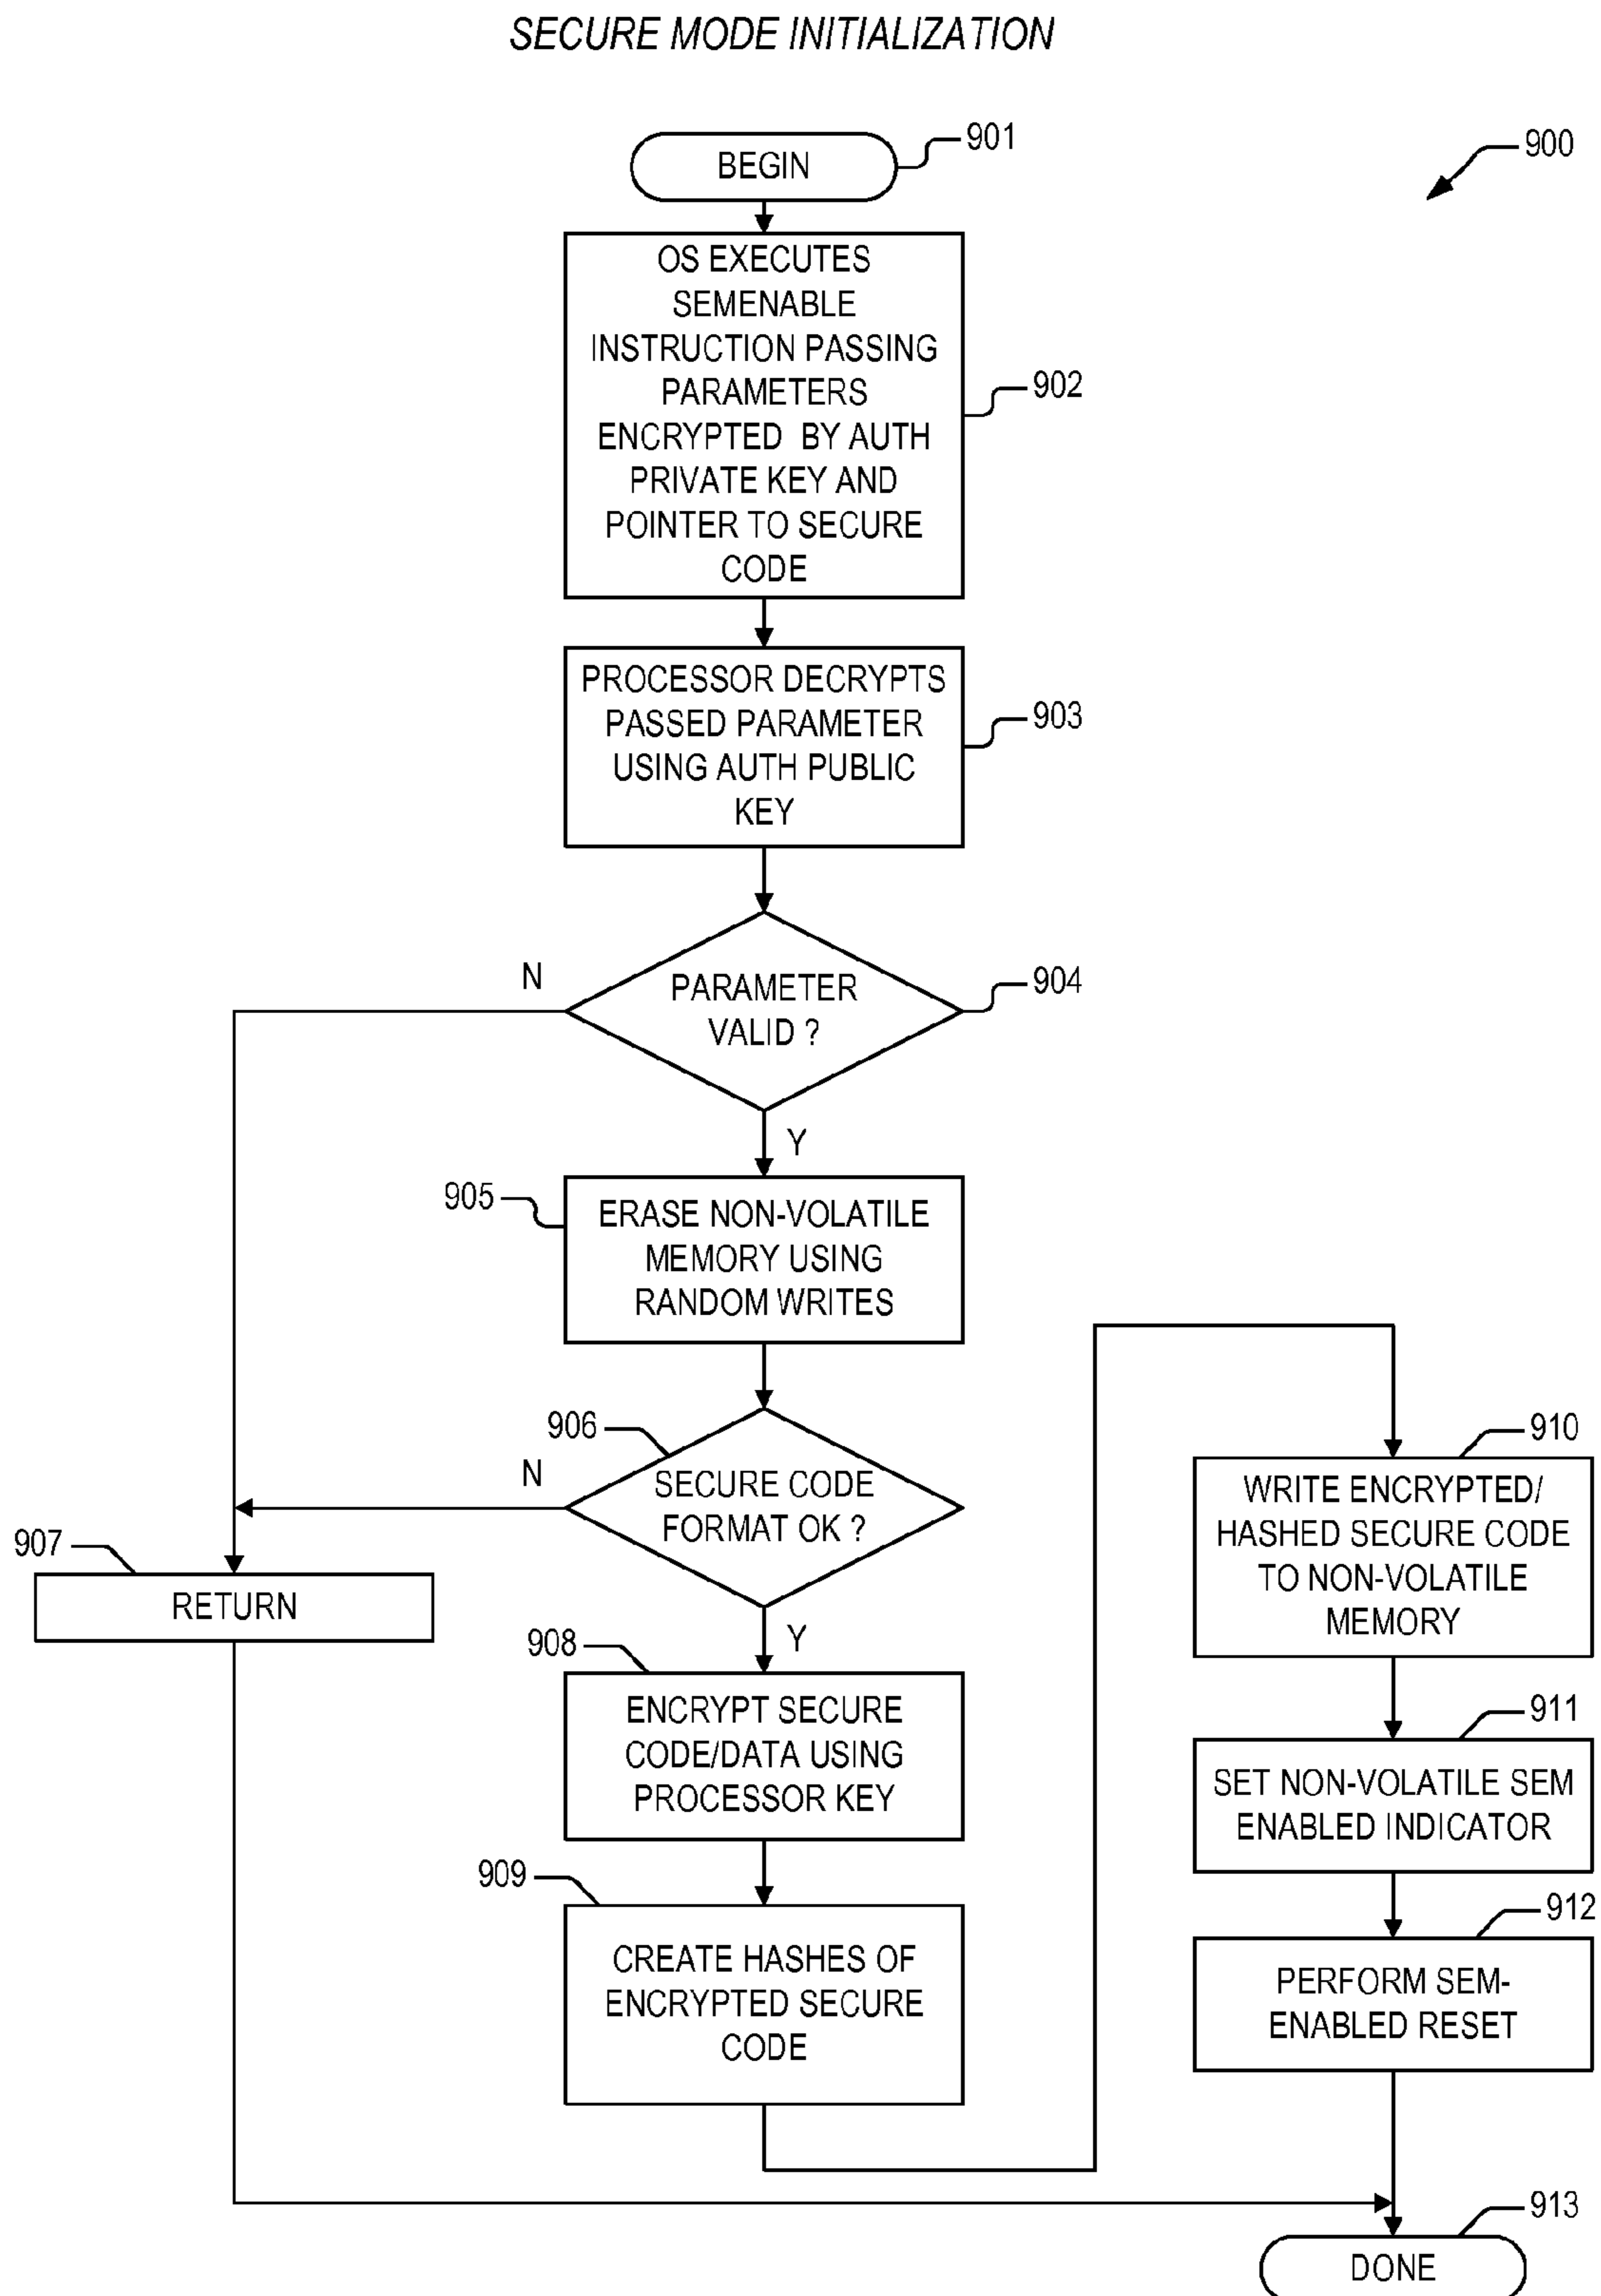 SECURE MODE INITIALIZATION
900
BEGIN
901
OS EXECUTES
SEMENABLE
INSTRUCTION PASSING
PARAMETERS
ENCRYPTED BY AUTH
PRIVATE KEY AND
POINTER TO SECURE
CODE
902
PROCESSOR DECRYPTS
PASSED PARAMETER
USING AUTH PUBLIC
KEY
903
PARAMETER
VALID ?
904
N
Y
905
ERASE NON-VOLATILE
MEMORY USING
RANDOM WRITES
906
SECURE CODE
FORMAT OK ?
N
Y
907
RETURN
908
ENCRYPT SECURE
CODE/DATA USING
PROCESSOR KEY
909
CREATE HASHES OF
ENCRYPTED SECURE
CODE
910
WRITE ENCRYPTED/
HASHED SECURE CODE
TO NON-VOLATILE
MEMORY
911
SET NON-VOLATILE SEM
ENABLED INDICATOR
912
PERFORM SEM-
ENABLED RESET
913
DONE